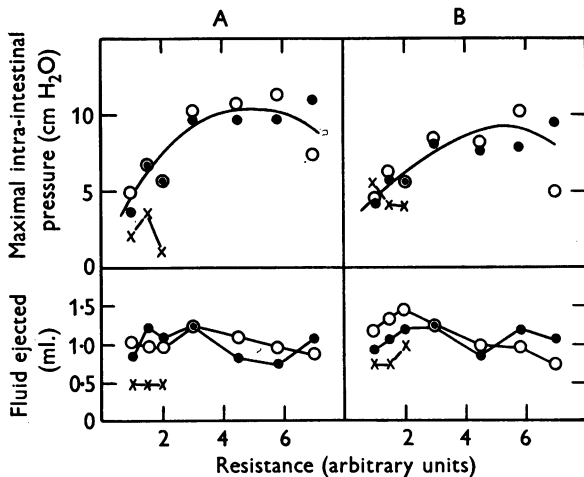 A B
Maximal intra-intestinal
pressure (cm H₂O)
10
5
0
Fluid ejected
(ml.)
1·5
1·0
0·5
0
2 4 6 2 4 6
Resistance (arbitrary units)